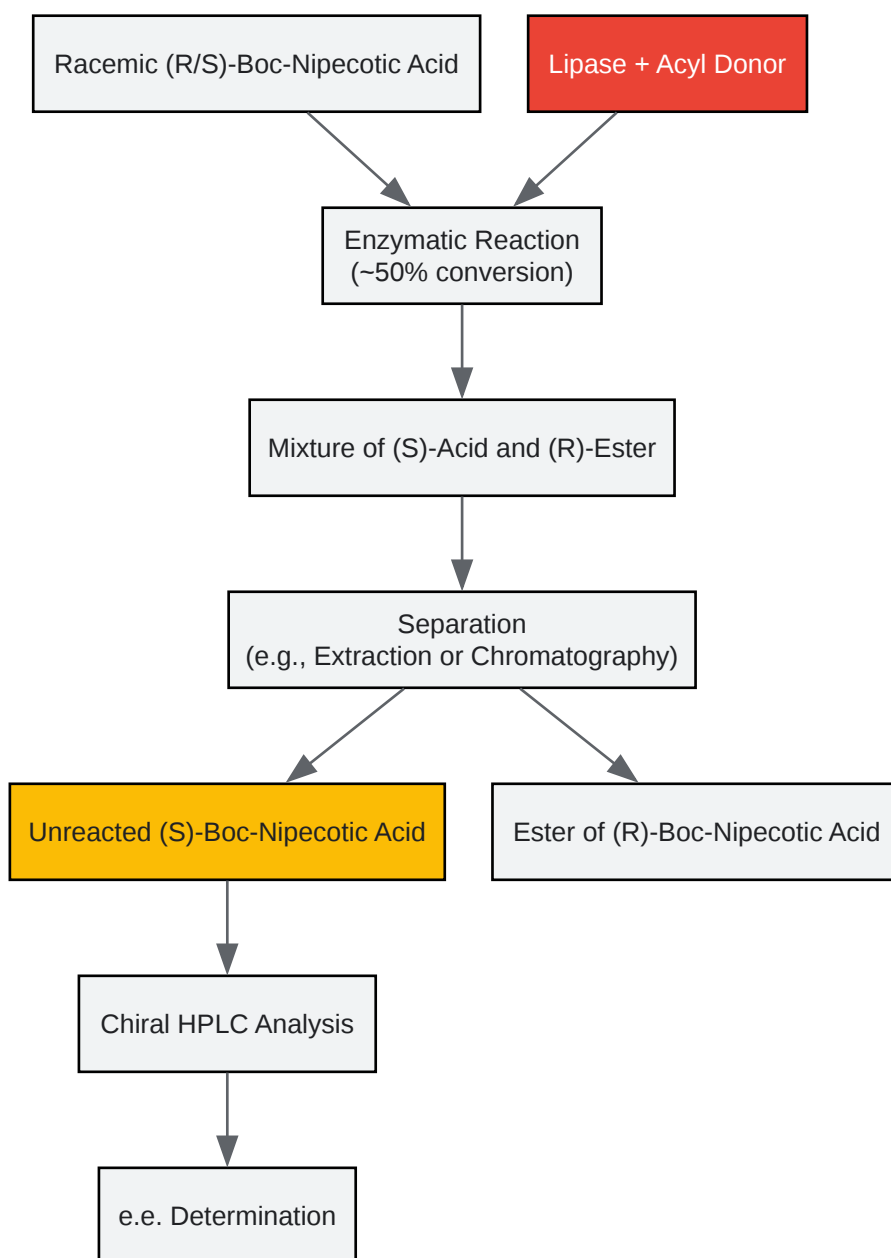 Racemic (R/S)-Boc-Nipecotic Acid
Lipase + Acyl Donor
Enzymatic Reaction
(~50% conversion)
Mixture of (S)-Acid and (R)-Ester
Separation
(e.g., Extraction or Chromatography)
Unreacted (S)-Boc-Nipecotic Acid
Ester of (R)-Boc-Nipecotic Acid
Chiral HPLC Analysis
e.e. Determination